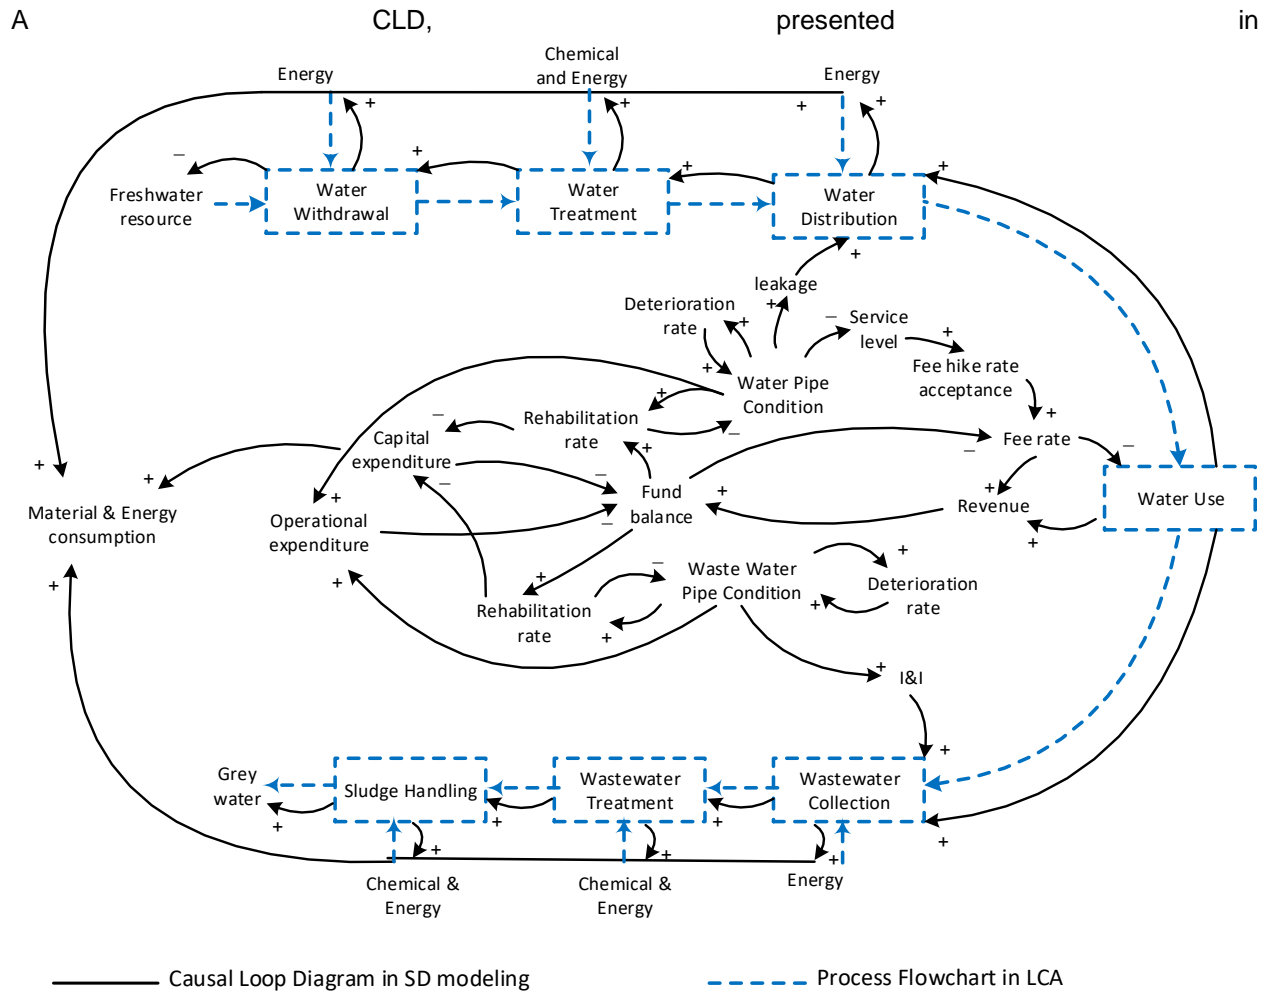 A CLD, presented in
Chemical
and Energy
Energy
Energy
+
+
+
+
−
+
+
+
Freshwater
resource
Water
Withdrawal
Water
Treatment
Water
Distribution
+
leakage
Deterioration
rate
+
+
−
Service
level
+
+
Fee hike rate
acceptance
Water Pipe
Condition
+
+
−
Rehabilitation
rate
−
Capital
expenditure
+
−
Fee rate
−
−
+
+
−
−
Material & Energy
consumption
+
Operational
expenditure
Fund
balance
+
−
+
Revenue
+
Water Use
+
+
+
−
Rehabilitation
rate
+
Waste Water
Pipe Condition
+
+
Deterioration
rate
+
I&I
+
Grey
water
+
Sludge Handling
+
Wastewater
Treatment
+
Wastewater
Collection
+
+
+
+
Chemical &
Energy
Chemical &
Energy
Energy
Causal Loop Diagram in SD modeling
Process Flowchart in LCA